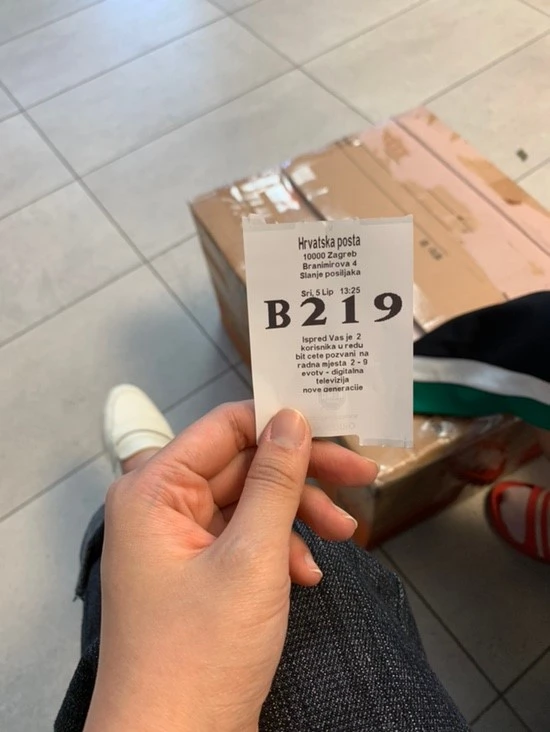 Hrvatska posta
10000 Zagreb
Branimirova 4
Slanje posiljaka
Sri, 5 Lip 13:25
B219
Ispred Vas je 2
korisnika u redu
bit cete pozvani na
radna mjesta 2 - 9
evotv - digitalna
televizija
nove generacije